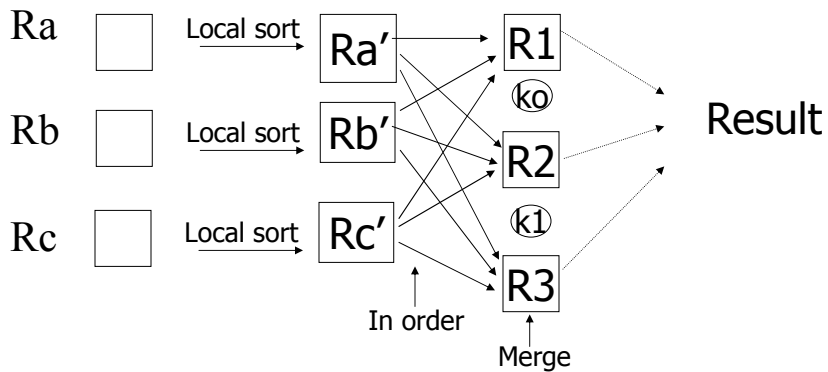 Ra
Local sort
Ra′
R1
ko
Rb
Local sort
Rb′
R2
Result
k1
Rc
Local sort
Rc′
R3
In order
Merge